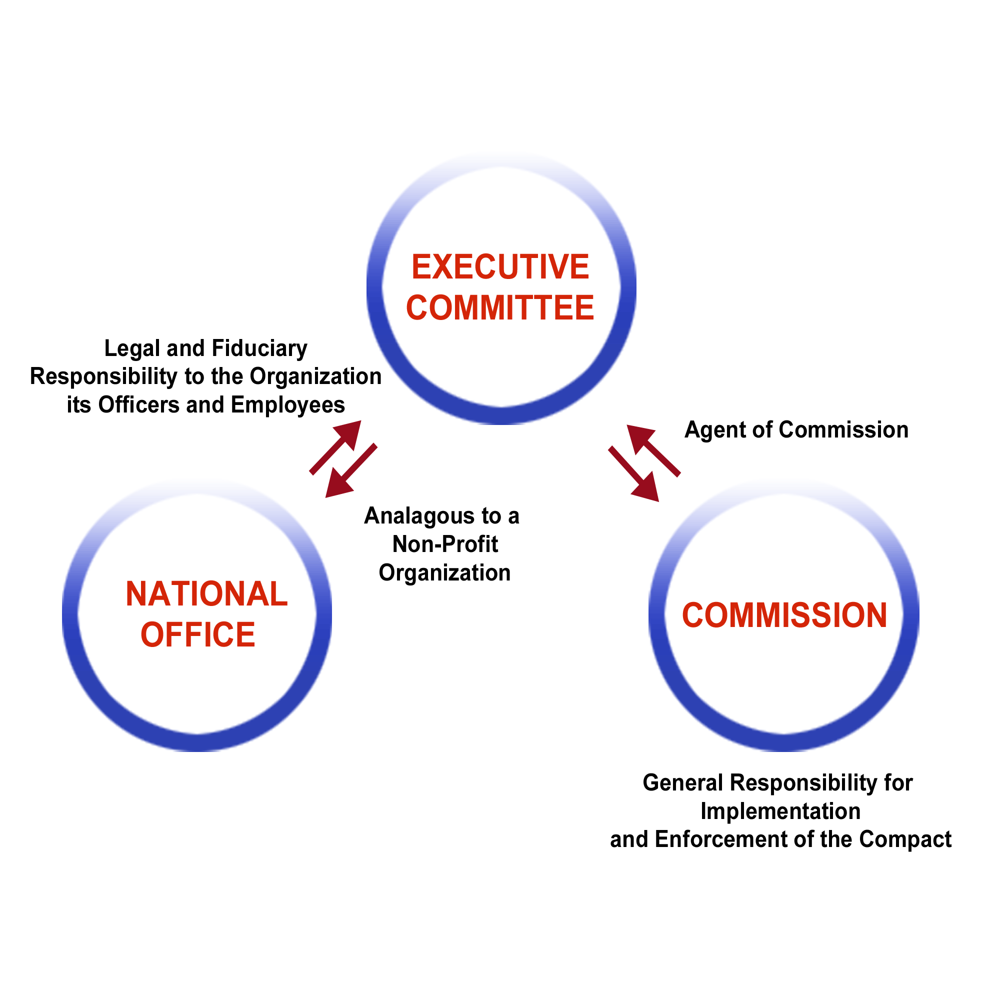 EXECUTIVE
COMMITTEE
Legal and Fiduciary
Responsibility to the Organization
its Officers and Employees
Agent of Commission
Analagous to a
Non-Profit
Organization
NATIONAL
OFFICE
COMMISSION
General Responsibility for
Implementation
and Enforcement of the Compact